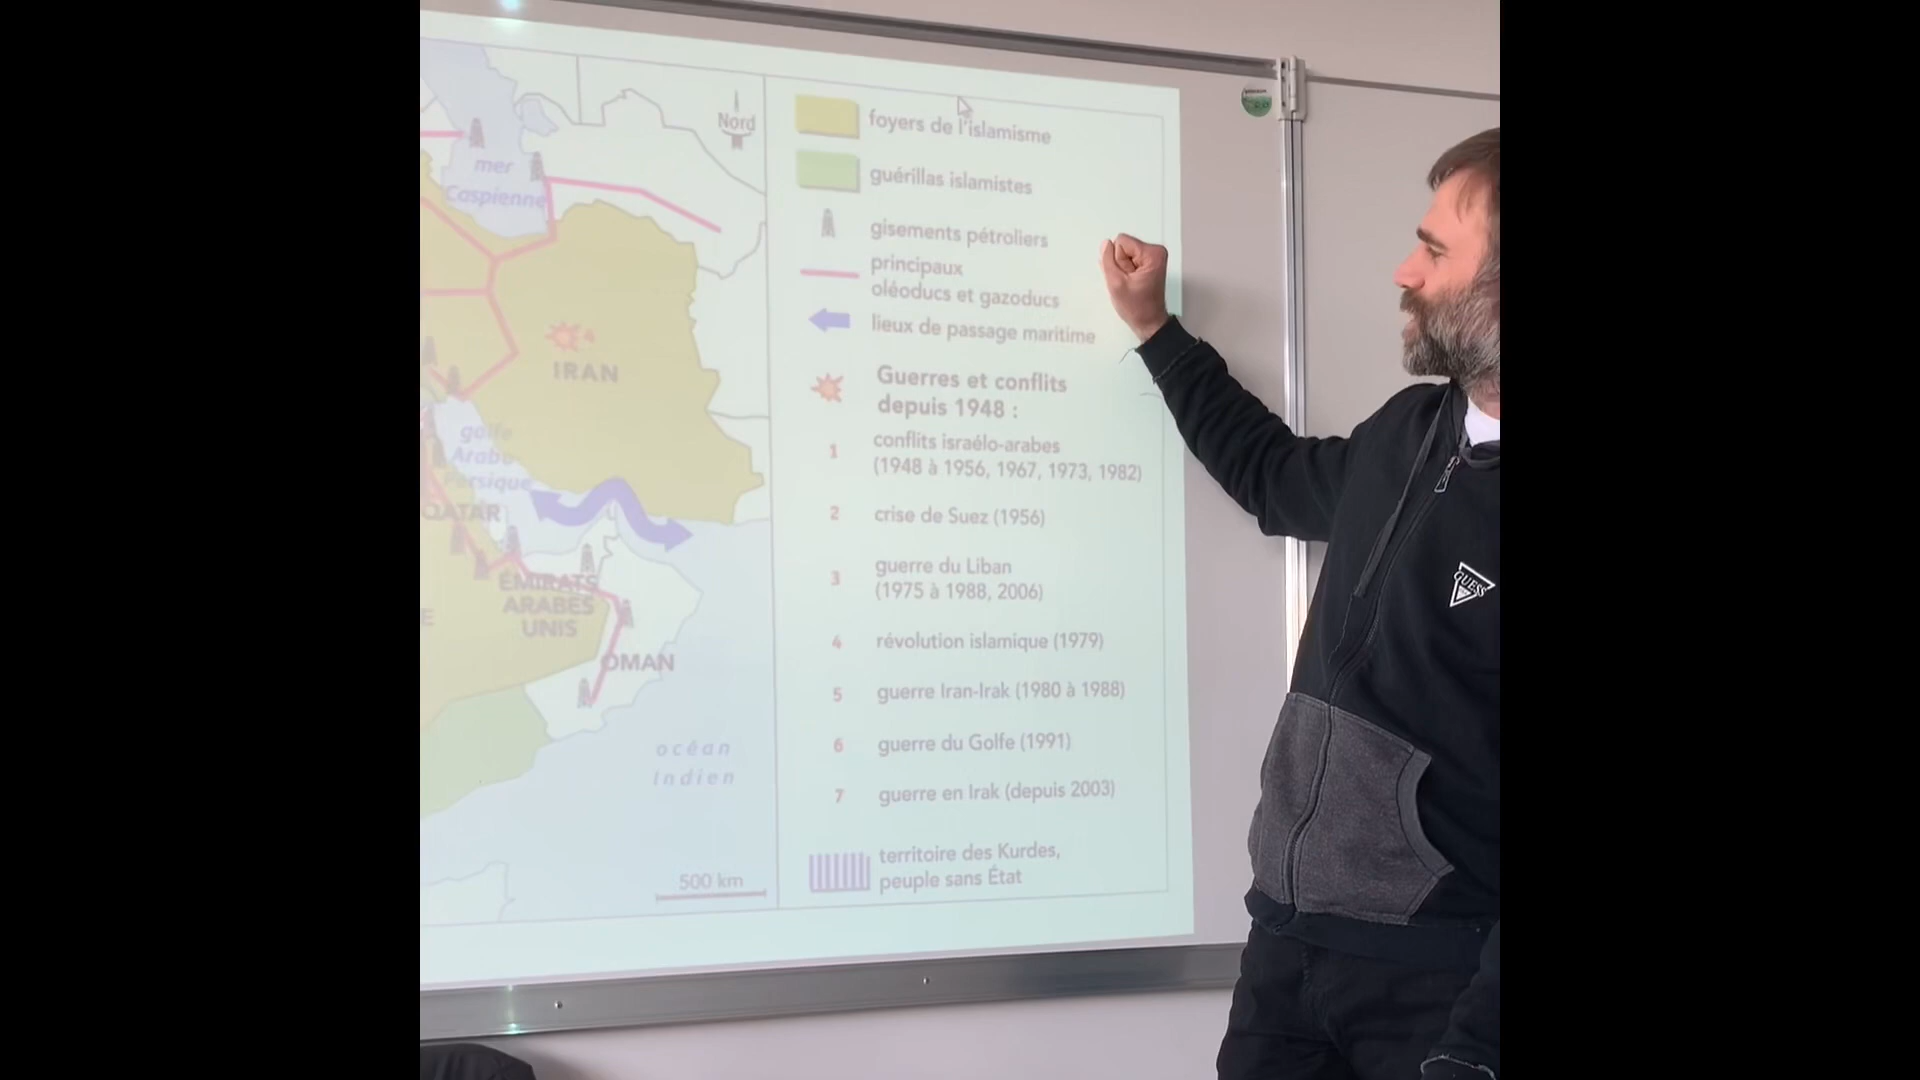 Nord
mer
Caspienne
IRAN
golfe
Arabo
Persique
QATAR
ÉMIRATS
ARABES
UNIS
OMAN
océan
Indien
500 km
foyers de l'islamisme
guérillas islamistes
gisements pétroliers
principaux
oléoducs et gazoducs
lieux de passage maritime
Guerres et conflits
depuis 1948 :
1 conflits israélo-arabes
(1948 à 1956, 1967, 1973, 1982)
2 crise de Suez (1956)
3 guerre du Liban
(1975 à 1988, 2006)
4 révolution islamique (1979)
5 guerre Iran-Irak (1980 à 1988)
6 guerre du Golfe (1991)
7 guerre en Irak (depuis 2003)
territoire des Kurdes,
peuple sans État
GUESS